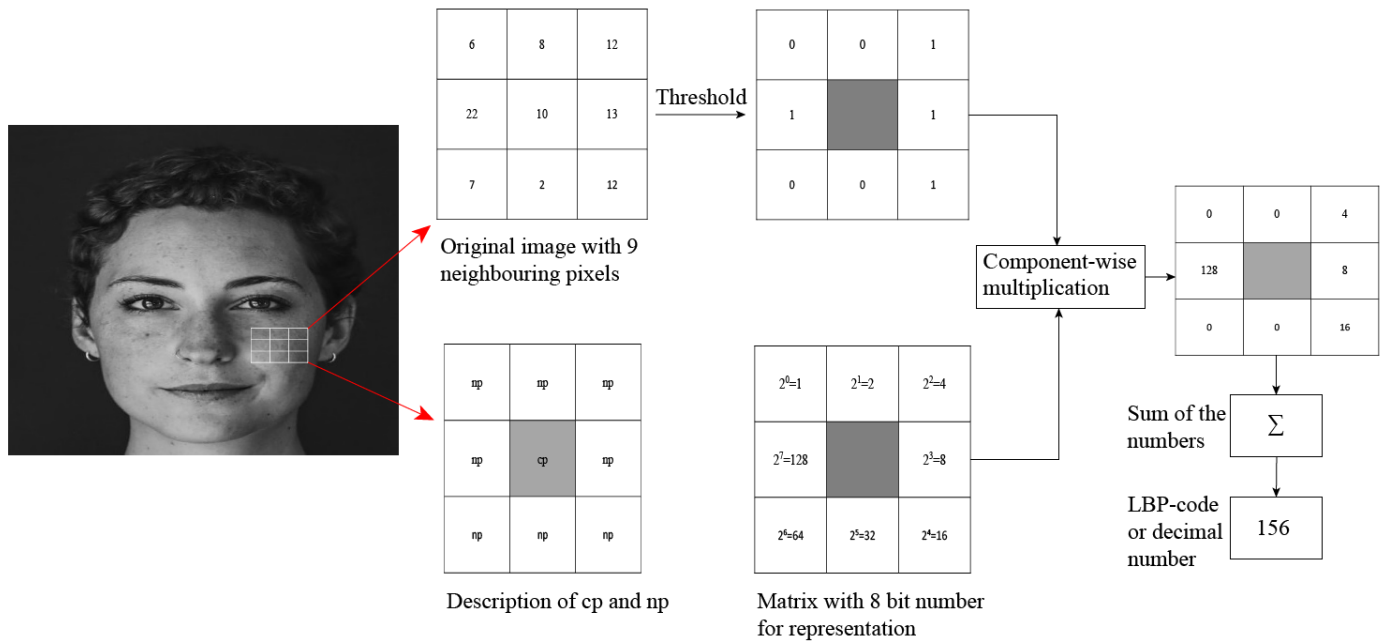 6 8 12
22 10 13
7 2 12
Original image with 9
neighbouring pixels
Threshold
0 0 1
1 1
0 0 1
np np np
np cp np
np np np
Description of cp and np
2⁰=1 2¹=2 2²=4
2⁷=128 2³=8
2⁶=64 2⁵=32 2⁴=16
Matrix with 8 bit number
for representation
Component-wise
multiplication
0 0 4
128 8
0 0 16
Sum of the
numbers
∑
LBP-code
or decimal
number
156